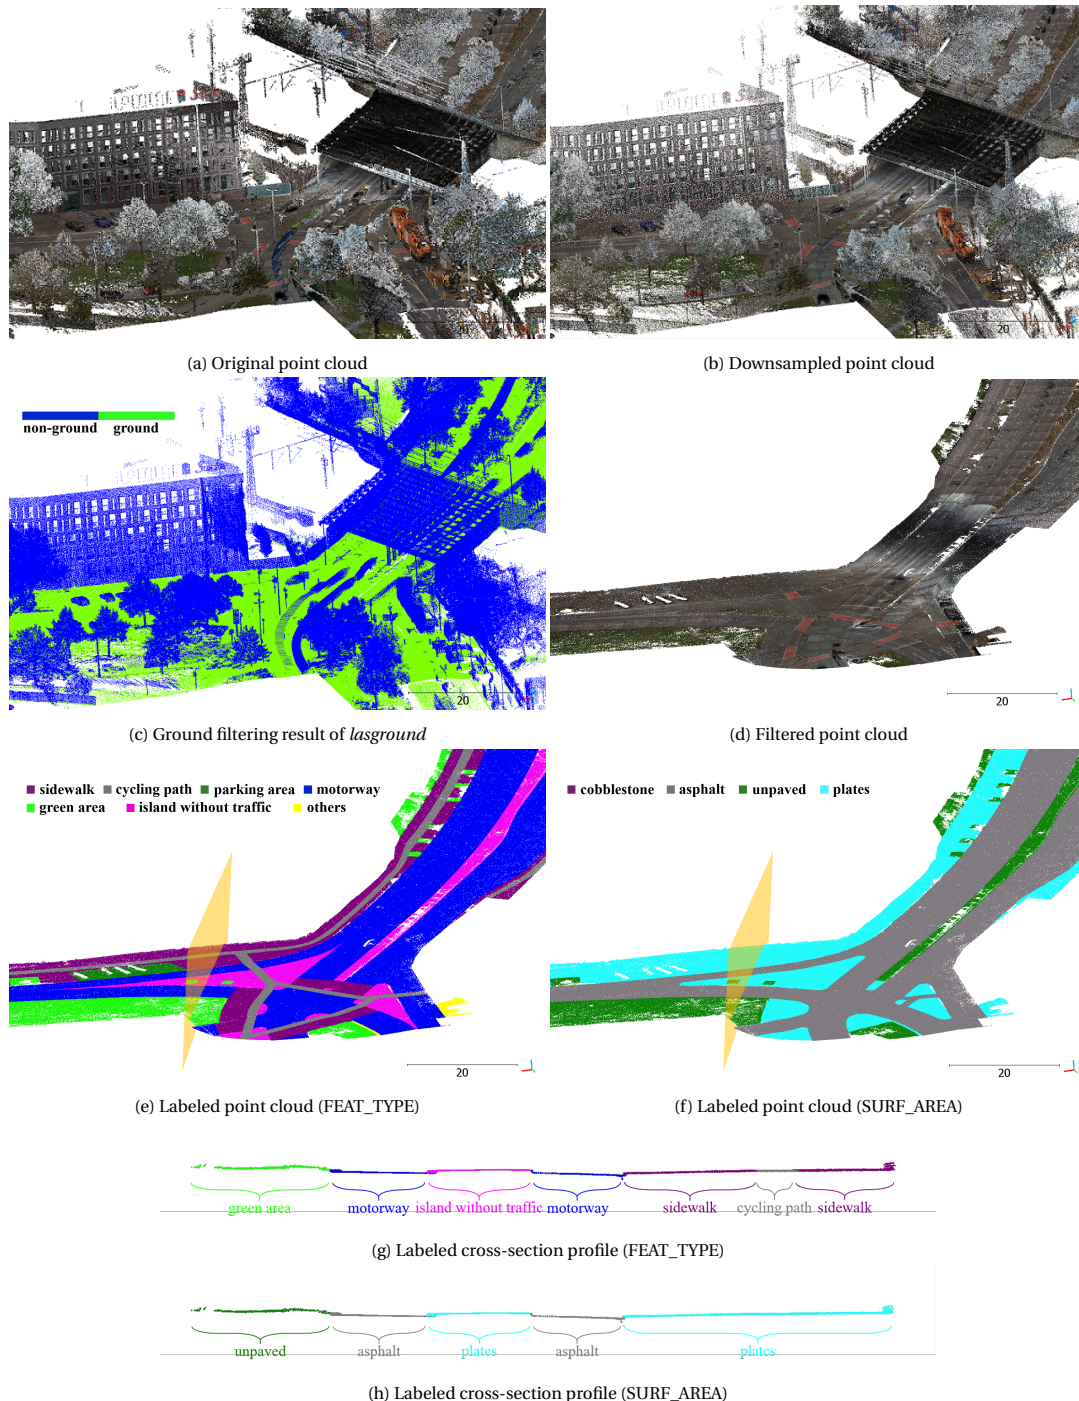 20
(a) Original point cloud
(b) Downsampled point cloud
non-ground ground
20
20
(c) Ground filtering result of lasground
(d) Filtered point cloud
sidewalk cycling path parking area motorway
green area island without traffic others
cobblestone asphalt unpaved plates
20
20
(e) Labeled point cloud (FEAT_TYPE)
(f) Labeled point cloud (SURF_AREA)
green area motorway island without traffic motorway sidewalk cycling path sidewalk
(g) Labeled cross-section profile (FEAT_TYPE)
unpaved asphalt plates asphalt plates
(h) Labeled cross-section profile (SURF_AREA)